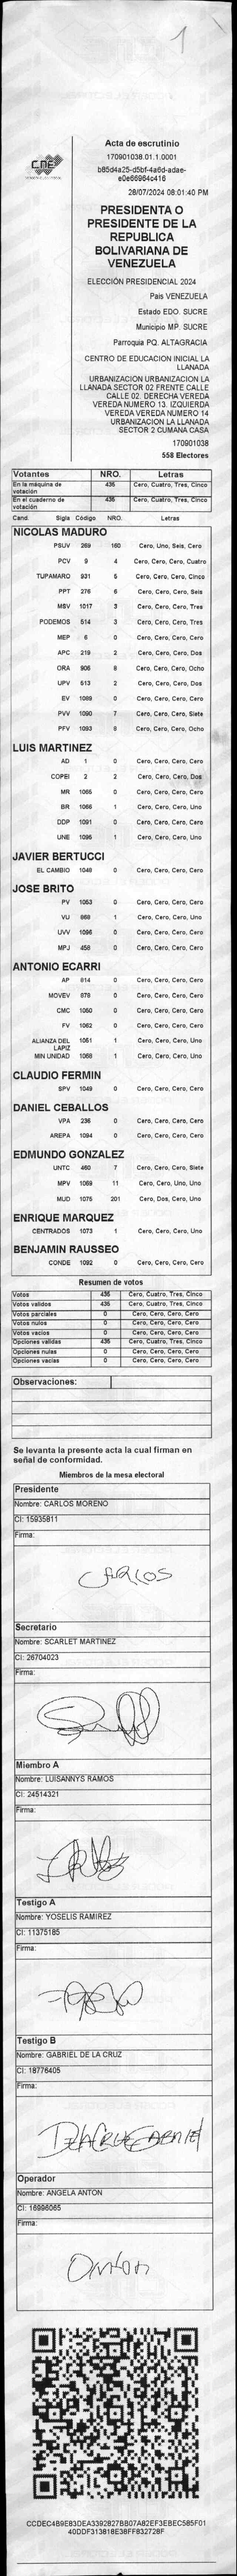 1
CNE
Acta de escrutinio
170901038.01.1.0001
b85d4a25-d5bf-4a6d-adae-
e0e66964c416
28/07/2024 08:01:40 PM
PRESIDENTA O
PRESIDENTE DE LA
REPUBLICA
BOLIVARIANA DE
VENEZUELA
ELECCIÓN PRESIDENCIAL 2024
Pais VENEZUELA
Estado EDO. SUCRE
Municipio MP. SUCRE
Parroquia PQ. ALTAGRACIA
CENTRO DE EDUCACION INICIAL LA
LLANADA
URBANIZACION URBANIZACION LA
LLANADA SECTOR 02 FRENTE CALLE
CALLE 02. DERECHA VEREDA
VEREDA NUMERO 13. IZQUIERDA
VEREDA VEREDA NUMERO 14
URBANIZACION LA LLANADA
SECTOR 2 CUMANA CASA
170901038
558 Electores
Votantes NRO. Letras
En la máquina de votación 435 Cero, Cuatro, Tres, Cinco
En el cuaderno de votación 435 Cero, Cuatro, Tres, Cinco
Cand. Sigla Código NRO. Letras
NICOLAS MADURO
PSUV 269 160 Cero, Uno, Seis, Cero
PCV 9 4 Cero, Cero, Cero, Cuatro
TUPAMARO 931 5 Cero, Cero, Cero, Cinco
PPT 276 6 Cero, Cero, Cero, Seis
MSV 1017 3 Cero, Cero, Cero, Tres
PODEMOS 514 3 Cero, Cero, Cero, Tres
MEP 6 0 Cero, Cero, Cero, Cero
APC 219 2 Cero, Cero, Cero, Dos
ORA 906 8 Cero, Cero, Cero, Ocho
UPV 513 2 Cero, Cero, Cero, Dos
EV 1089 0 Cero, Cero, Cero, Cero
PVV 1090 7 Cero, Cero, Cero, Siete
PFV 1093 8 Cero, Cero, Cero, Ocho
LUIS MARTINEZ
AD 1 0 Cero, Cero, Cero, Cero
COPEI 2 2 Cero, Cero, Cero, Dos
MR 1065 0 Cero, Cero, Cero, Cero
BR 1066 1 Cero, Cero, Cero, Uno
DDP 1091 0 Cero, Cero, Cero, Cero
UNE 1095 1 Cero, Cero, Cero, Uno
JAVIER BERTUCCI
EL CAMBIO 1048 0 Cero, Cero, Cero, Cero
JOSE BRITO
PV 1053 0 Cero, Cero, Cero, Cero
VU 868 1 Cero, Cero, Cero, Uno
UVV 1096 0 Cero, Cero, Cero, Cero
MPJ 458 0 Cero, Cero, Cero, Cero
ANTONIO ECARRI
AP 814 0 Cero, Cero, Cero, Cero
MOVEV 878 0 Cero, Cero, Cero, Cero
CMC 1050 0 Cero, Cero, Cero, Cero
FV 1062 0 Cero, Cero, Cero, Cero
ALIANZA DEL LAPIZ 1051 1 Cero, Cero, Cero, Uno
MIN UNIDAD 1068 1 Cero, Cero, Cero, Uno
CLAUDIO FERMIN
SPV 1049 0 Cero, Cero, Cero, Cero
DANIEL CEBALLOS
VPA 236 0 Cero, Cero, Cero, Cero
AREPA 1094 0 Cero, Cero, Cero, Cero
EDMUNDO GONZALEZ
UNTC 460 7 Cero, Cero, Cero, Siete
MPV 1069 11 Cero, Cero, Uno, Uno
MUD 1075 201 Cero, Dos, Cero, Uno
ENRIQUE MARQUEZ
CENTRADOS 1073 1 Cero, Cero, Cero, Uno
BENJAMIN RAUSSEO
CONDE 1092 0 Cero, Cero, Cero, Cero
Resumen de votos
Votos 435 Cero, Cuatro, Tres, Cinco
Votos validos 435 Cero, Cuatro, Tres, Cinco
Votos parciales 0 Cero, Cero, Cero, Cero
Votos nulos 0 Cero, Cero, Cero, Cero
Votos vacios 0 Cero, Cero, Cero, Cero
Opciones validas 435 Cero, Cuatro, Tres, Cinco
Opciones nulas 0 Cero, Cero, Cero, Cero
Opciones vacias 0 Cero, Cero, Cero, Cero
Observaciones:
Se levanta la presente acta la cual firman en
señal de conformidad.
Miembros de la mesa electoral
Presidente
Nombre: CARLOS MORENO
CI: 15935811
Firma:
CARLOS
Secretario
Nombre: SCARLET MARTINEZ
CI: 26704023
Firma:
Miembro A
Nombre: LUISANNYS RAMOS
CI: 24514321
Firma:
Testigo A
Nombre: YOSELIS RAMIREZ
CI: 11375185
Firma:
Testigo B
Nombre: GABRIEL DE LA CRUZ
CI: 18776405
Firma:
Operador
Nombre: ANGELA ANTON
CI: 16996065
Firma:
Anton
CCDEC4B9E83DEA3392827BB07A82EF3EBEC585F01
40DDF313818E38FF832728F